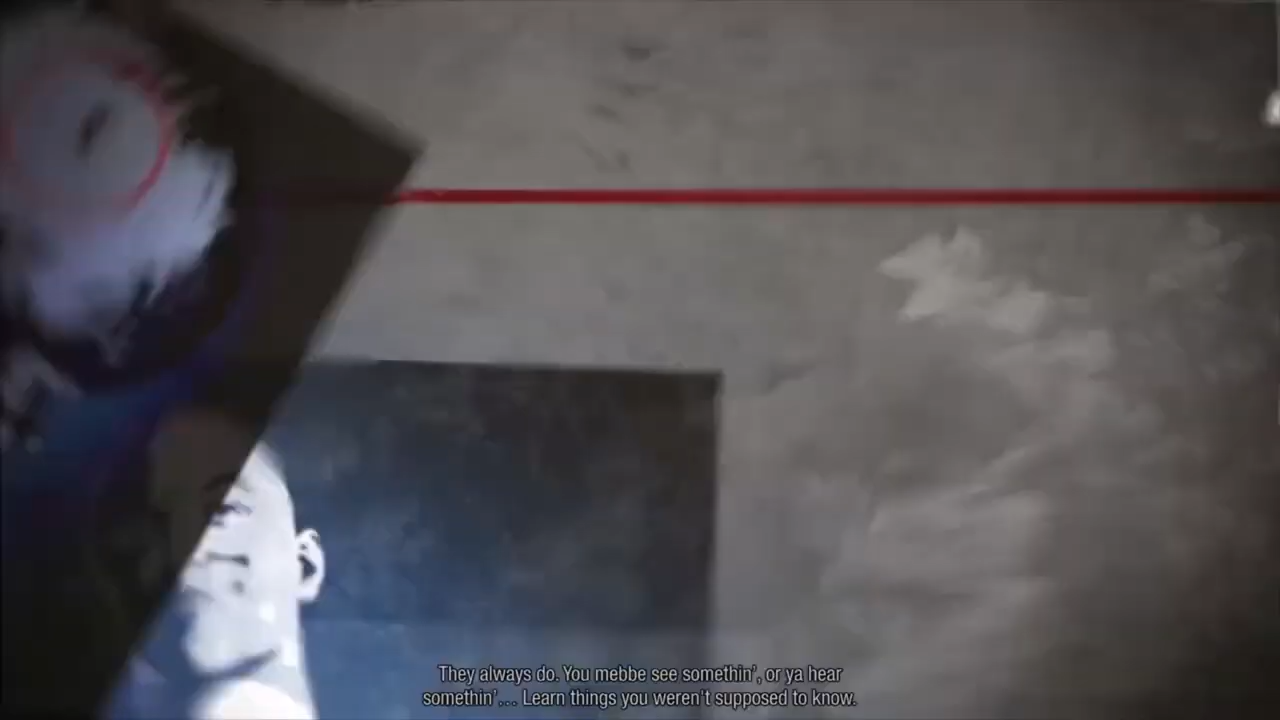 They always do. You mebbe see somethin', or ya hear
somethin'... Learn things you weren't supposed to know.